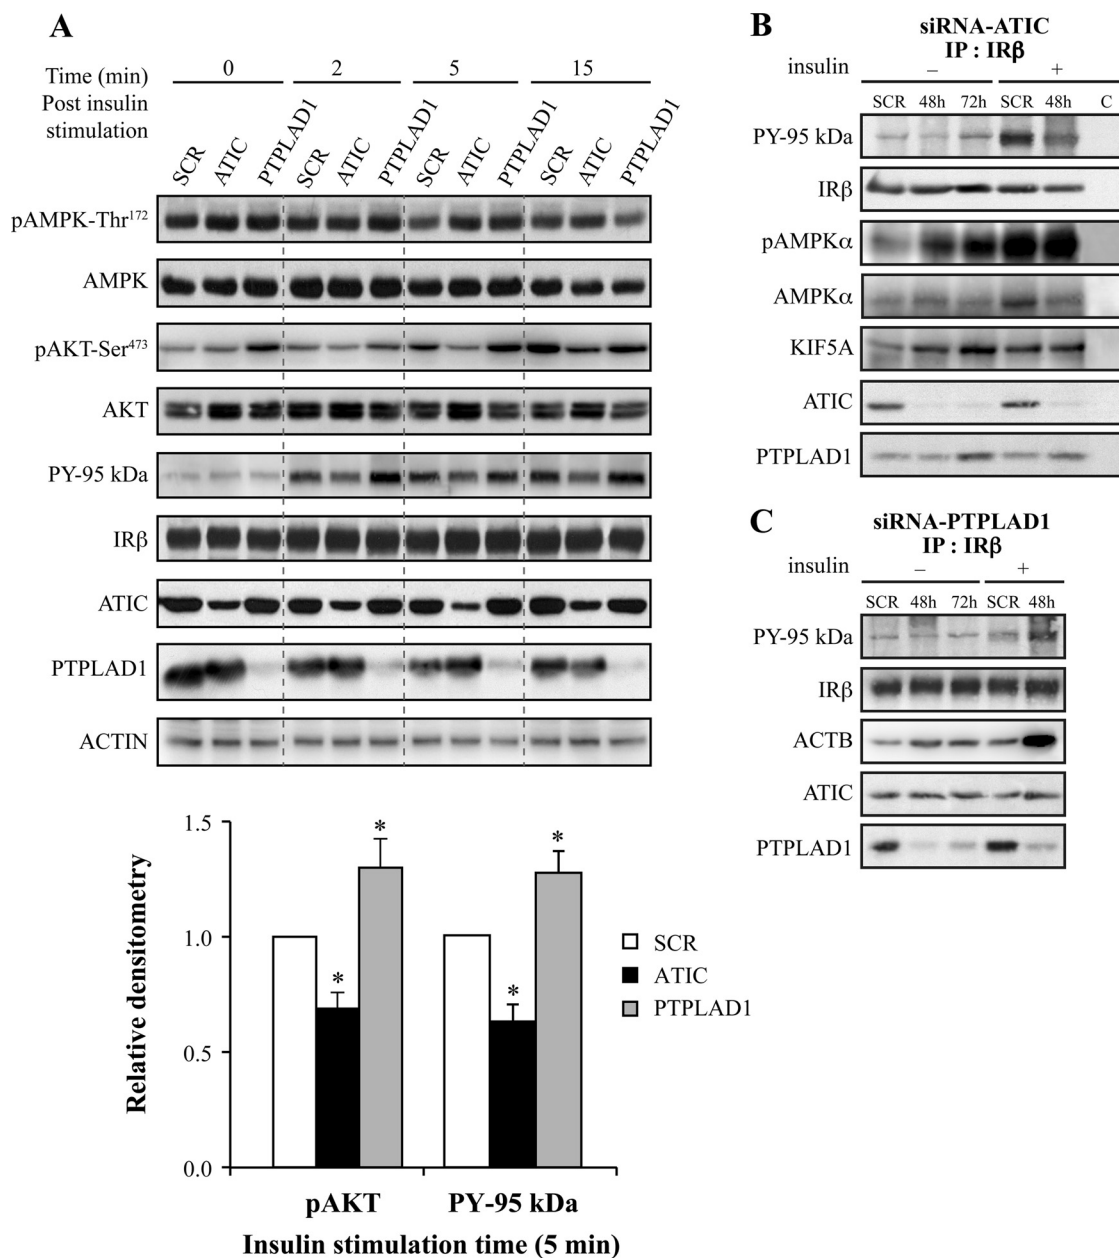 A
Time (min) 0 2 5 15
Post insulin
stimulation
SCR ATIC PTPLAD1 SCR ATIC PTPLAD1 SCR ATIC PTPLAD1 SCR ATIC PTPLAD1
pAMPK-Thr¹⁷²
AMPK
pAKT-Ser⁴⁷³
AKT
PY-95 kDa
IRβ
ATIC
PTPLAD1
ACTIN
Relative densitometry
1.5
1.0
0.5
0.0
* * * *
pAKT PY-95 kDa
Insulin stimulation time (5 min)
SCR
ATIC
PTPLAD1
B
siRNA-ATIC
IP : IRβ
insulin – +
SCR 48h 72h SCR 48h C
PY-95 kDa
IRβ
pAMPKα
AMPKα
KIF5A
ATIC
PTPLAD1
C
siRNA-PTPLAD1
IP : IRβ
insulin – +
SCR 48h 72h SCR 48h
PY-95 kDa
IRβ
ACTB
ATIC
PTPLAD1